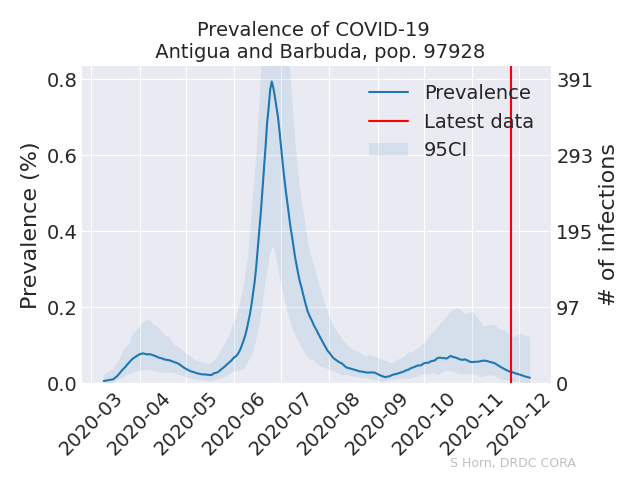 Prevalence of COVID-19
Antigua and Barbuda, pop. 97928
Prevalence (%)
0.8
0.6
0.4
0.2
0.0
Prevalence
Latest data
95CI
391
293
195
97
0
# of infections
2020-03
2020-04
2020-05
2020-06
2020-07
2020-08
2020-09
2020-10
2020-11
2020-12
S Horn, DRDC CORA